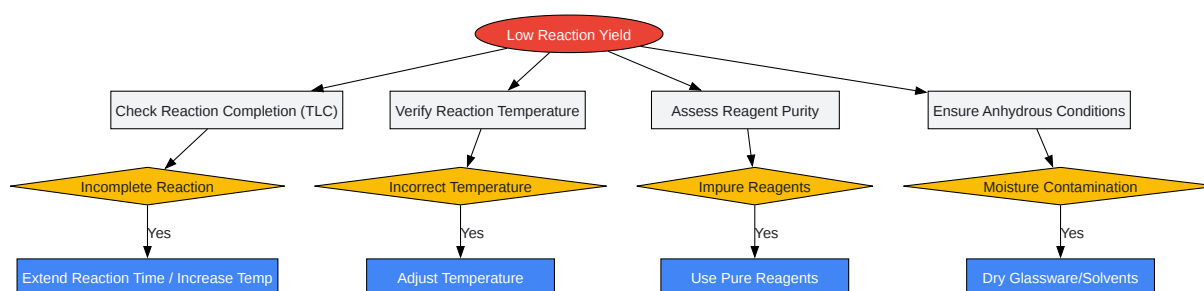 Low Reaction Yield
Check Reaction Completion (TLC)
Verify Reaction Temperature
Assess Reagent Purity
Ensure Anhydrous Conditions
Incomplete Reaction
Incorrect Temperature
Impure Reagents
Moisture Contamination
Yes
Yes
Yes
Yes
Extend Reaction Time / Increase Temp
Adjust Temperature
Use Pure Reagents
Dry Glassware/Solvents